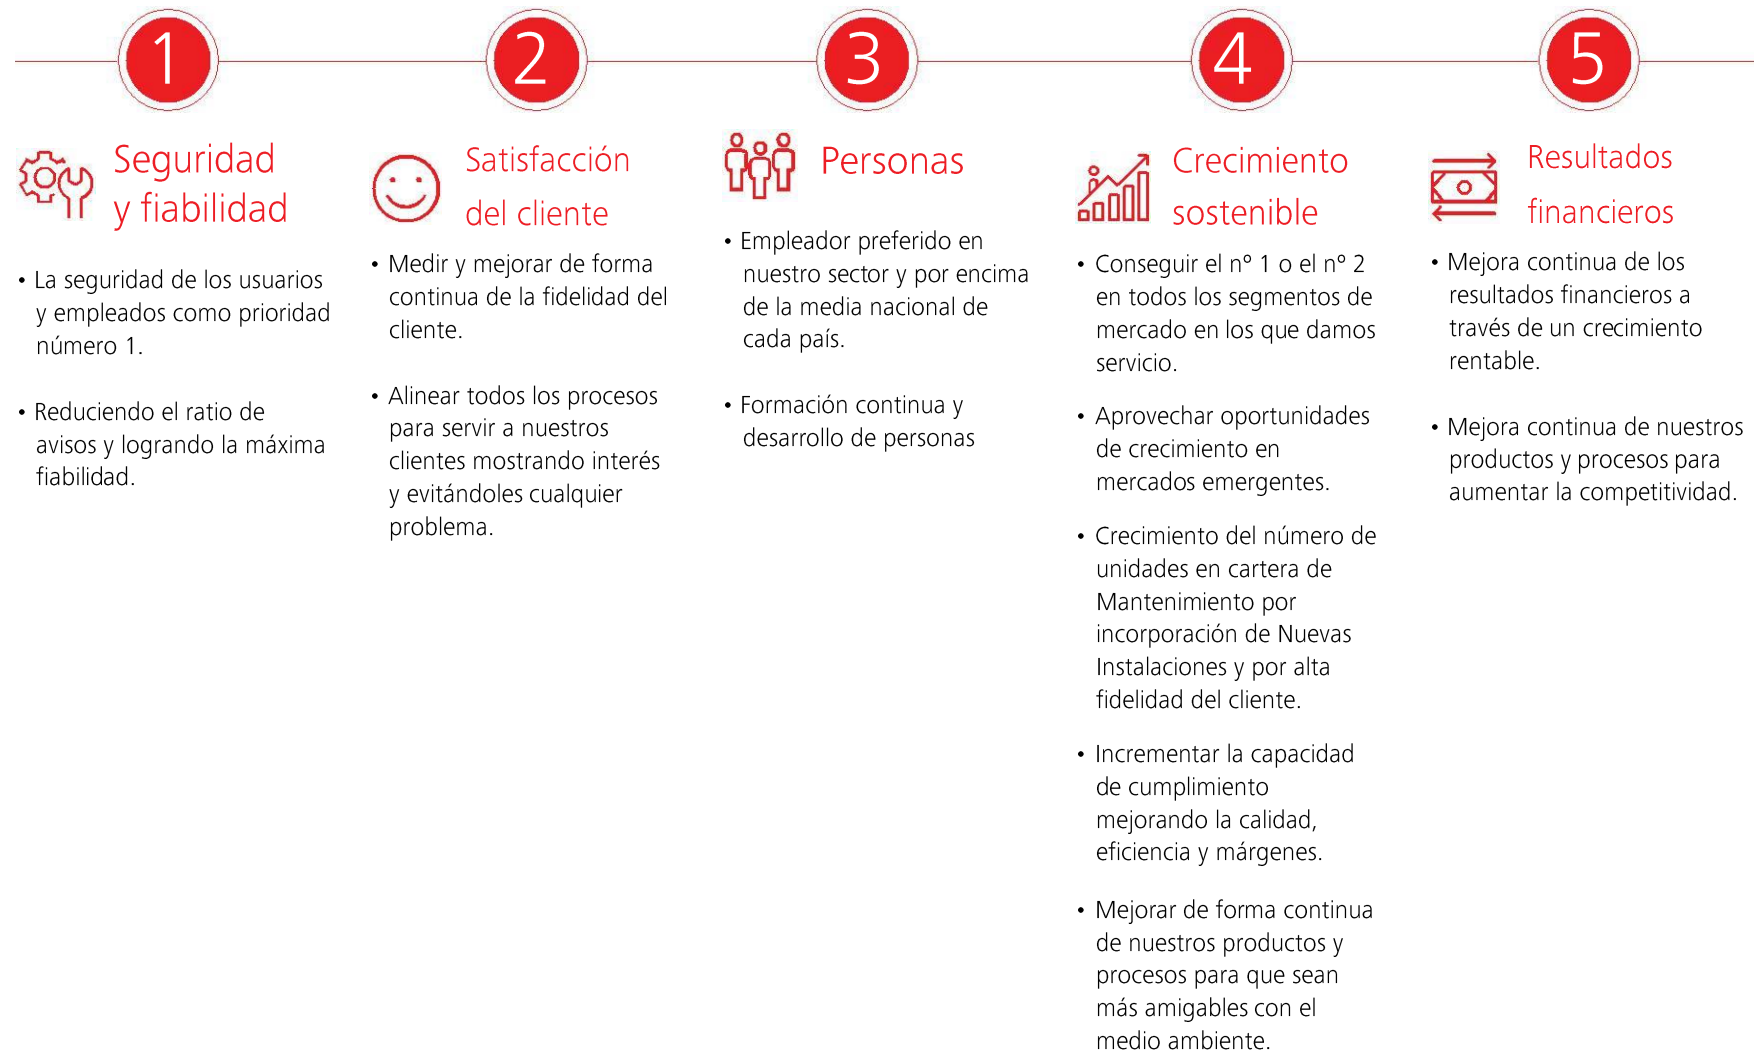 1
Seguridad
y fiabilidad
• La seguridad de los usuarios
y empleados como prioridad
número 1.
• Reduciendo el ratio de
avisos y logrando la máxima
fiabilidad.
2
Satisfacción
del cliente
• Medir y mejorar de forma
continua de la fidelidad del
cliente.
• Alinear todos los procesos
para servir a nuestros
clientes mostrando interés
y evitándoles cualquier
problema.
3
Personas
• Empleador preferido en
nuestro sector y por encima
de la media nacional de
cada país.
• Formación continua y
desarrollo de personas
4
Crecimiento
sostenible
• Conseguir el nº 1 o el nº 2
en todos los segmentos de
mercado en los que damos
servicio.
• Aprovechar oportunidades
de crecimiento en
mercados emergentes.
• Crecimiento del número de
unidades en cartera de
Mantenimiento por
incorporación de Nuevas
Instalaciones y por alta
fidelidad del cliente.
• Incrementar la capacidad
de cumplimiento
mejorando la calidad,
eficiencia y márgenes.
• Mejorar de forma continua
de nuestros productos y
procesos para que sean
más amigables con el
medio ambiente.
5
Resultados
financieros
• Mejora continua de los
resultados financieros a
través de un crecimiento
rentable.
• Mejora continua de nuestros
productos y procesos para
aumentar la competitividad.